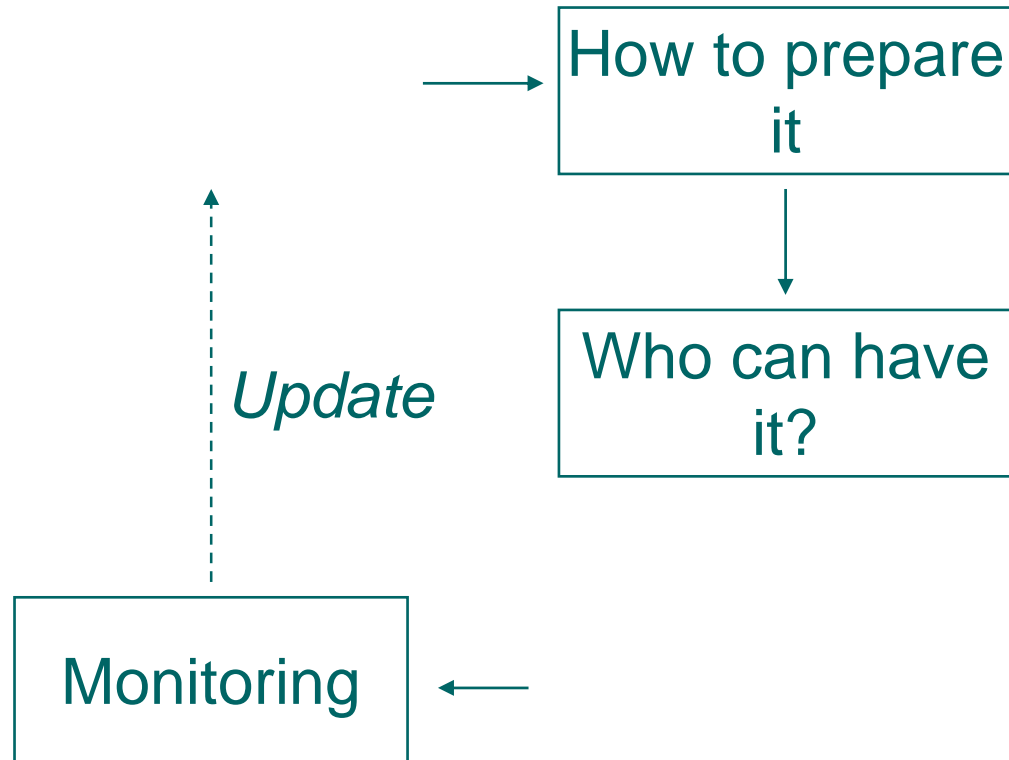 How to prepare
it
Who can have
it?
Update
Monitoring